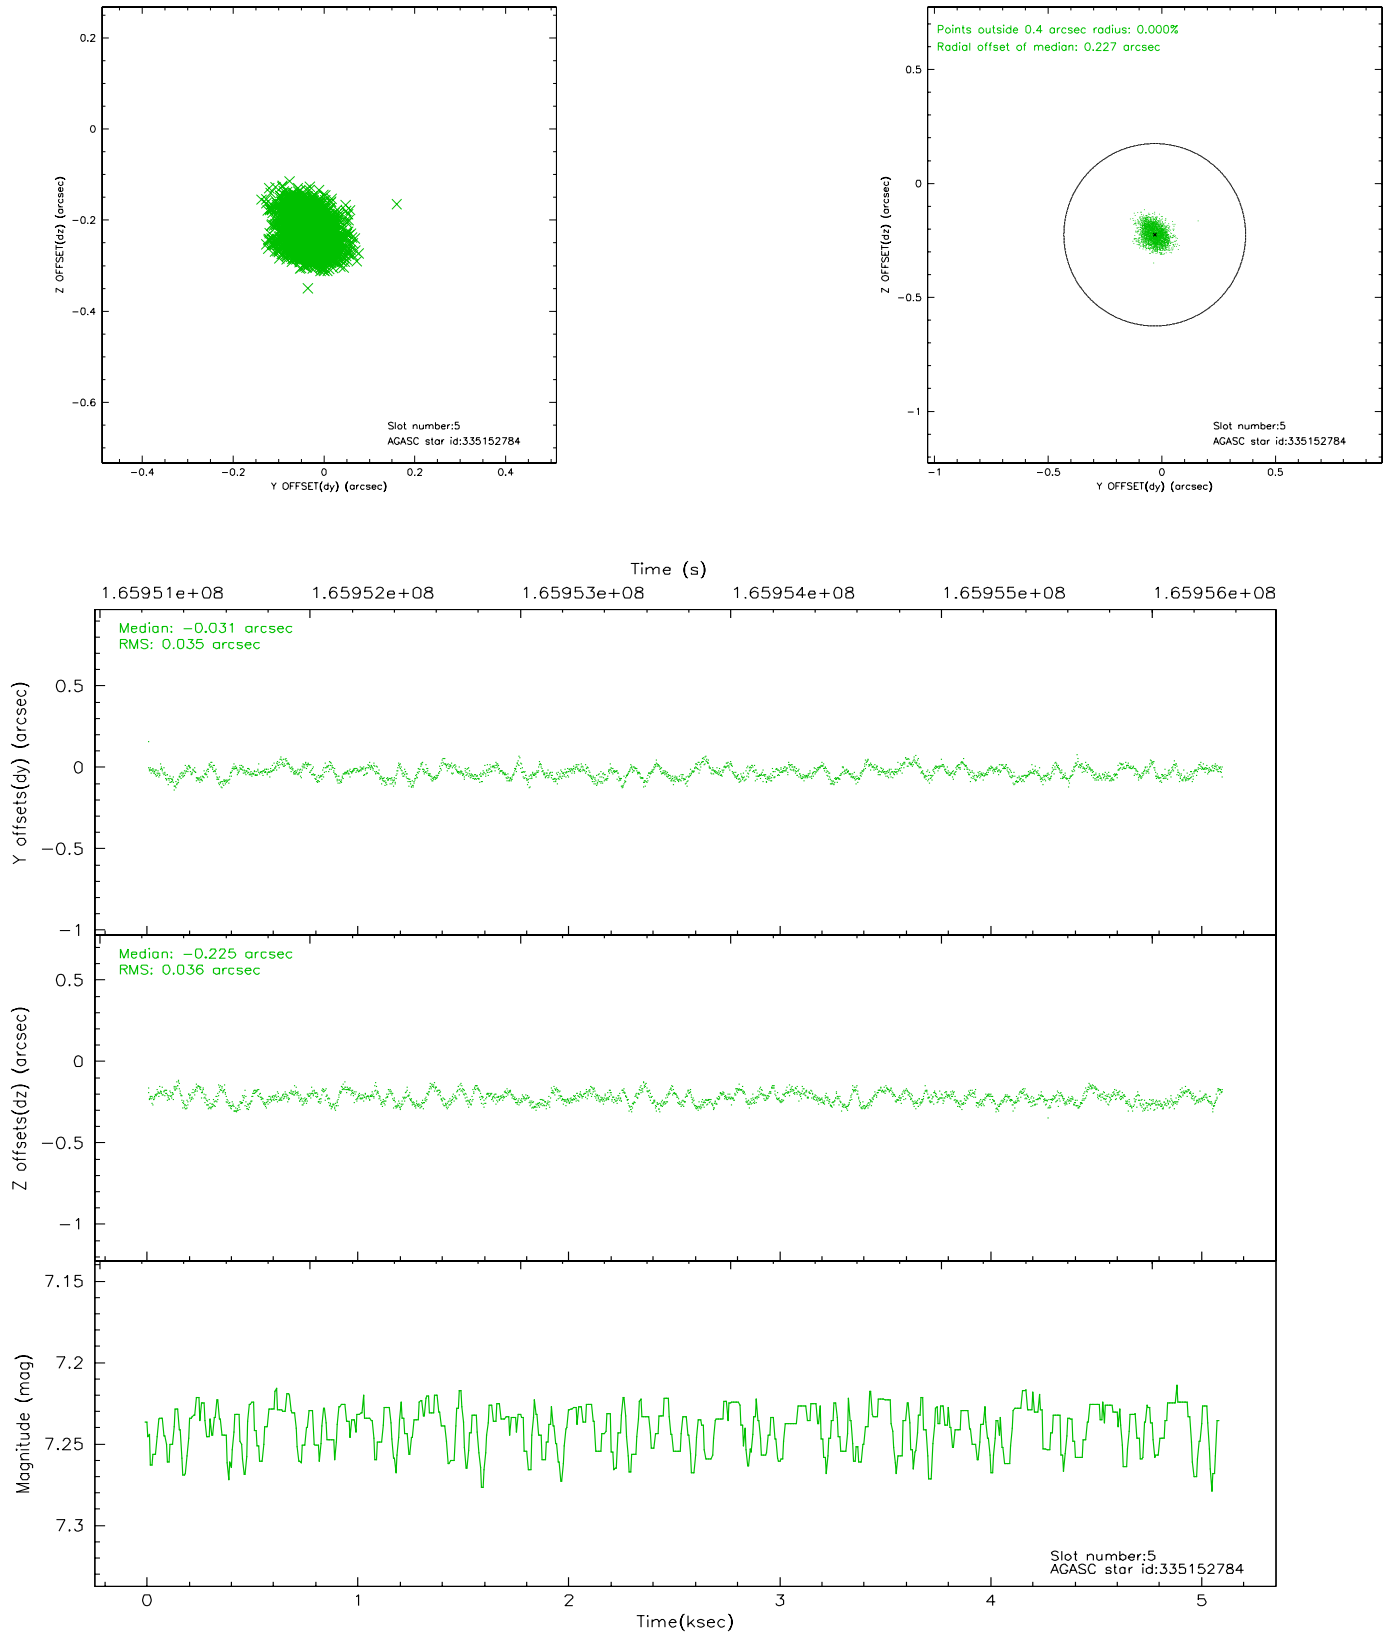 0.2
0
−0.2
−0.4
−0.6
Z OFFSET(dz) (arcsec)
Slot number:5
AGASC star id:335152784
−0.4 −0.2 0 0.2 0.4
Y OFFSET(dy) (arcsec)
Points outside 0.4 arcsec radius: 0.000%
Radial offset of median: 0.227 arcsec
0.5
0
−0.5
−1
Z OFFSET(dz) (arcsec)
Slot number:5
AGASC star id:335152784
−1 −0.5 0 0.5
Y OFFSET(dy) (arcsec)
Time (s)
1.65951e+08 1.65952e+08 1.65953e+08 1.65954e+08 1.65955e+08 1.65956e+08
Median: −0.031 arcsec
RMS: 0.035 arcsec
0.5
0
−0.5
−1
Y offsets(dy) (arcsec)
Median: −0.225 arcsec
RMS: 0.036 arcsec
0.5
0
−0.5
−1
Z offsets(dz) (arcsec)
7.15
7.2
7.25
7.3
Magnitude (mag)
Slot number:5
AGASC star id:335152784
0 1 2 3 4 5
Time(ksec)